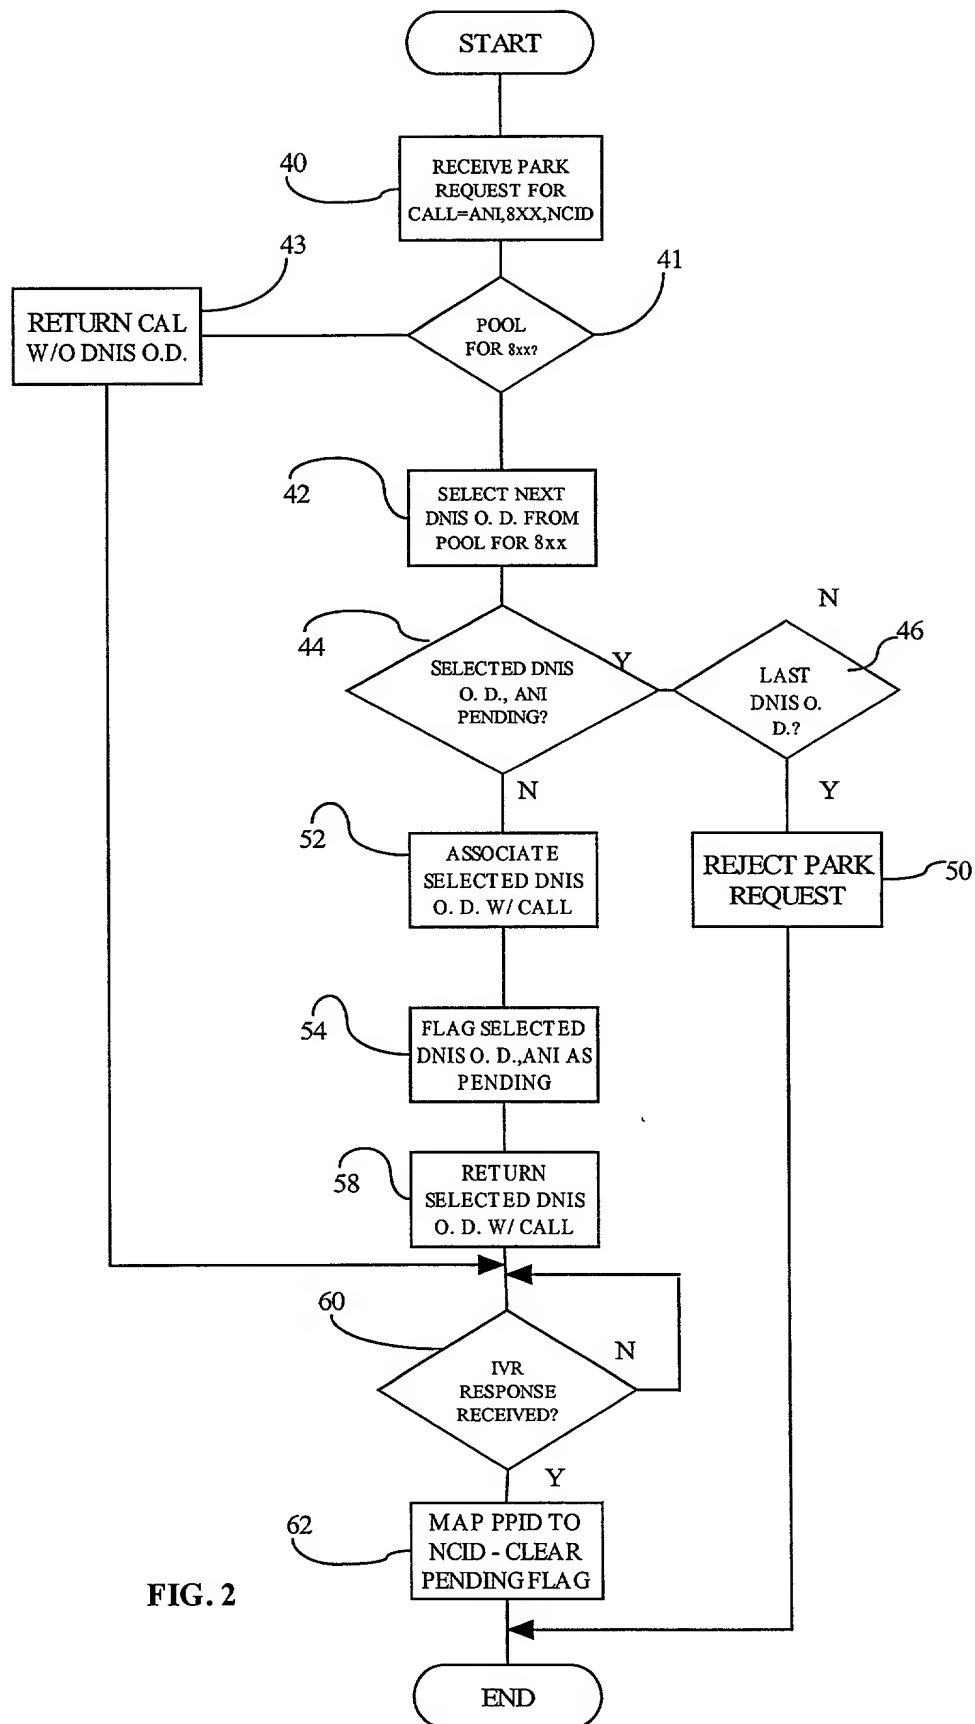 START
40
RECEIVE PARK
REQUEST FOR
CALL=ANI,8XX,NCID
43
41
RETURN CAL
W/O DNIS O.D.
POOL
FOR 8xx?
42
SELECT NEXT
DNIS O. D. FROM
POOL FOR 8xx
N
44
46
Y
SELECTED DNIS
O. D., ANI
PENDING?
LAST
DNIS O.
D.?
N
Y
52
ASSOCIATE
SELECTED DNIS
O. D. W/ CALL
REJECT PARK
REQUEST
50
54
FLAG SELECTED
DNIS O. D.,ANI AS
PENDING
58
RETURN
SELECTED DNIS
O. D. W/ CALL
60
N
IVR
RESPONSE
RECEIVED?
Y
62
MAP PPID TO
NCID - CLEAR
PENDING FLAG
FIG. 2
END